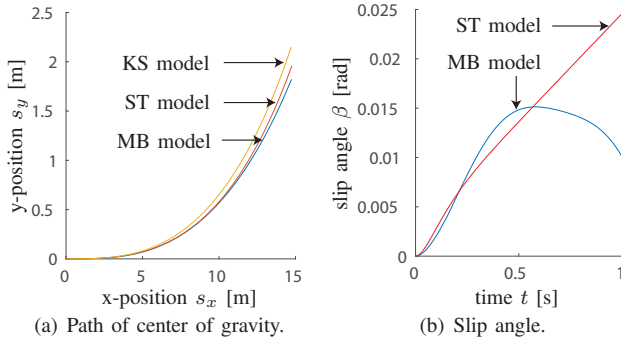 KS model
ST model
MB model
y-position s_y [m]
2
1.5
1
0.5
0
0 5 10 15
x-position s_x [m]
(a) Path of center of gravity.
ST model
MB model
slip angle β [rad]
0.025
0.02
0.015
0.01
0.005
0
0 0.5 1
time t [s]
(b) Slip angle.